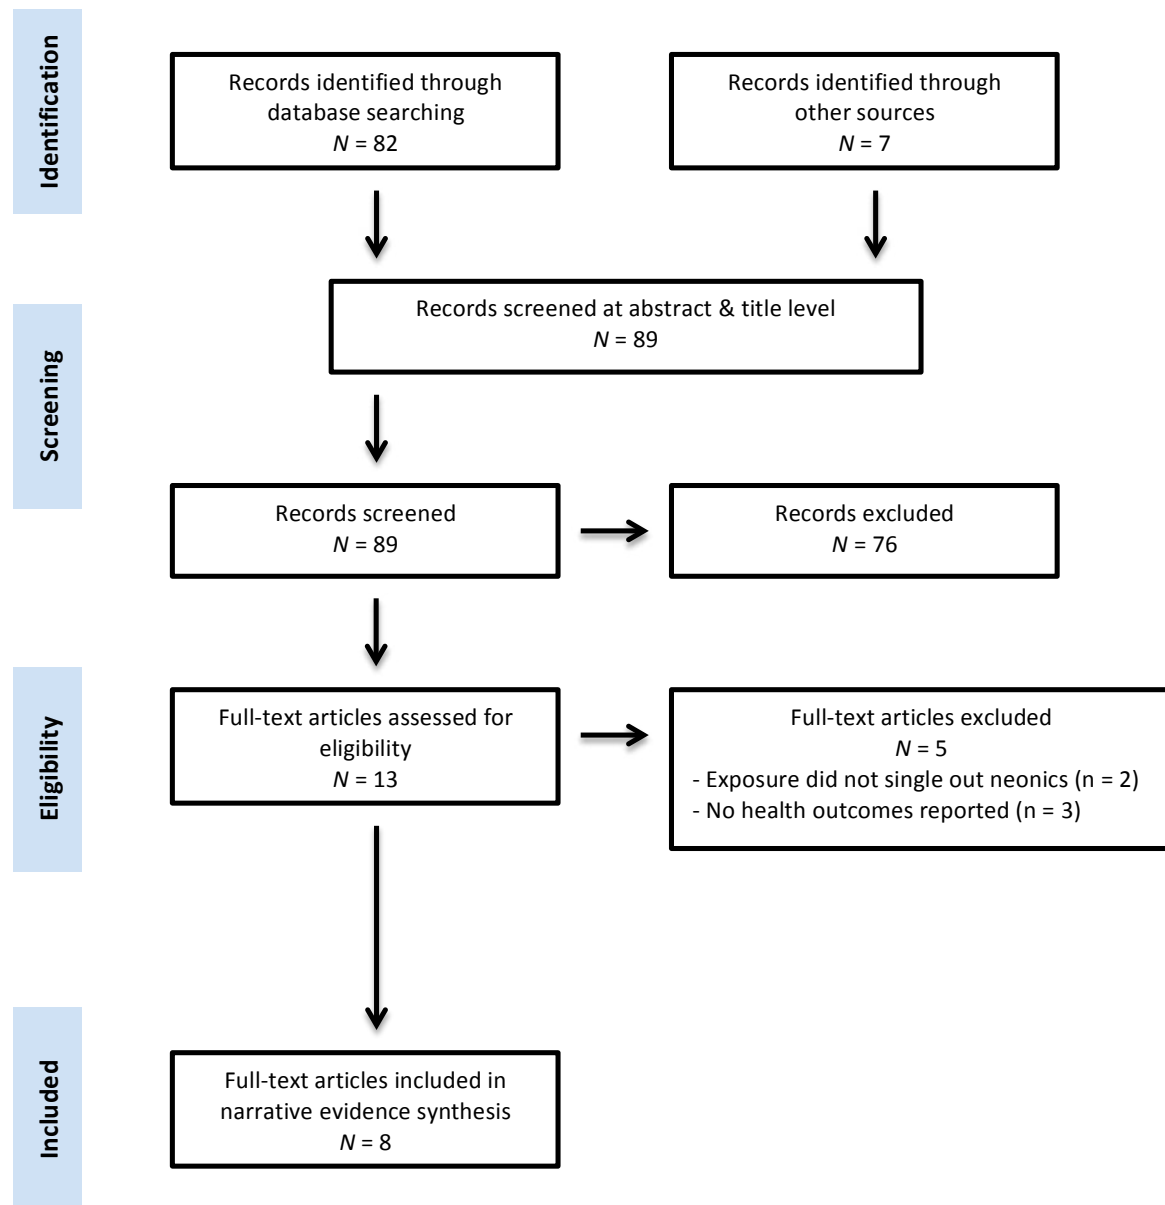 Identification
Records identified through
database searching
N = 82
Records identified through
other sources
N = 7
Screening
Records screened at abstract & title level
N = 89
Records screened
N = 89
Records excluded
N = 76
Eligibility
Full-text articles assessed for
eligibility
N = 13
Full-text articles excluded
N = 5
- Exposure did not single out neonics (n = 2)
- No health outcomes reported (n = 3)
Included
Full-text articles included in
narrative evidence synthesis
N = 8